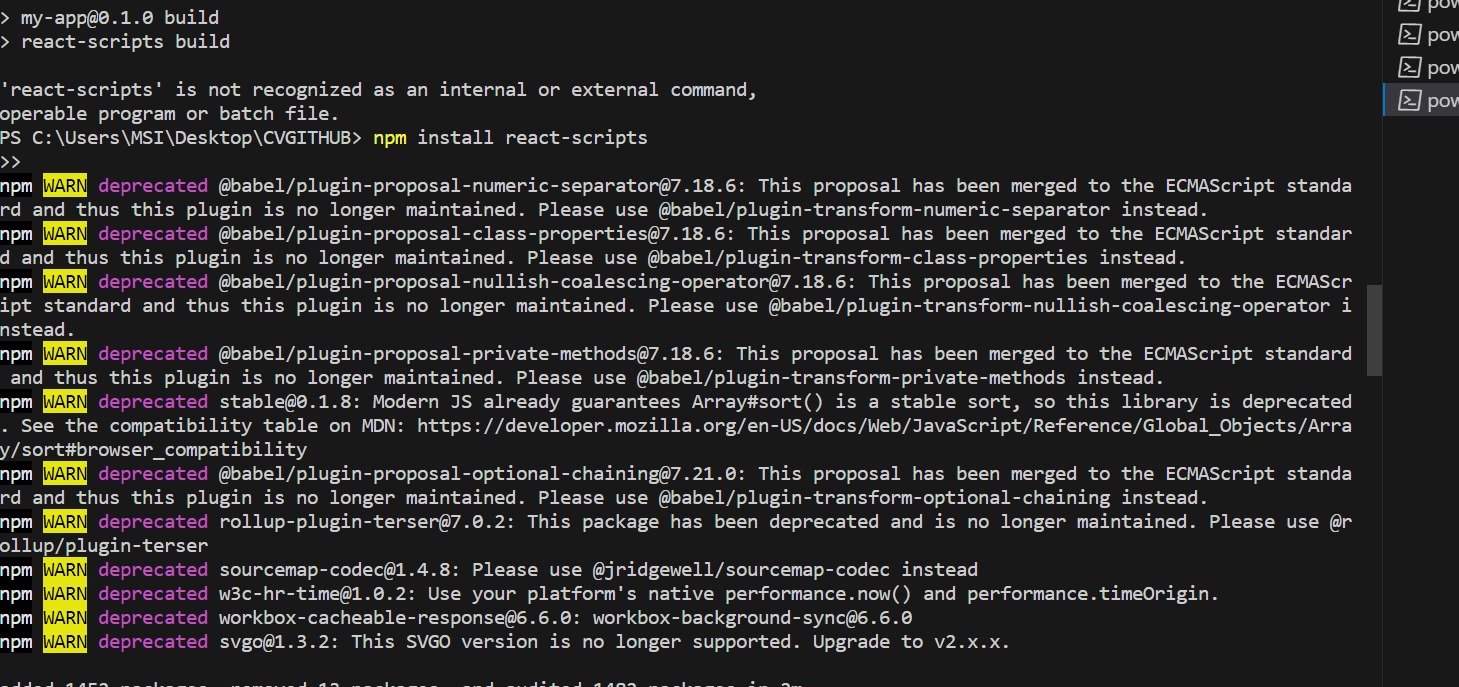 > my-app@0.1.0 build
> react-scripts build
'react-scripts' is not recognized as an internal or external command,
operable program or batch file.
PS C:\Users\MSI\Desktop\CVGITHUB> npm install react-scripts
>>
npm WARN deprecated @babel/plugin-proposal-numeric-separator@7.18.6: This proposal has been merged to the ECMAScript standa
rd and thus this plugin is no longer maintained. Please use @babel/plugin-transform-numeric-separator instead.
npm WARN deprecated @babel/plugin-proposal-class-properties@7.18.6: This proposal has been merged to the ECMAScript standar
d and thus this plugin is no longer maintained. Please use @babel/plugin-transform-class-properties instead.
npm WARN deprecated @babel/plugin-proposal-nullish-coalescing-operator@7.18.6: This proposal has been merged to the ECMAScr
ipt standard and thus this plugin is no longer maintained. Please use @babel/plugin-transform-nullish-coalescing-operator i
nstead.
npm WARN deprecated @babel/plugin-proposal-private-methods@7.18.6: This proposal has been merged to the ECMAScript standard
and thus this plugin is no longer maintained. Please use @babel/plugin-transform-private-methods instead.
npm WARN deprecated stable@0.1.8: Modern JS already guarantees Array#sort() is a stable sort, so this library is deprecated
. See the compatibility table on MDN: https://developer.mozilla.org/en-US/docs/Web/JavaScript/Reference/Global_Objects/Arra
y/sort#browser_compatibility
npm WARN deprecated @babel/plugin-proposal-optional-chaining@7.21.0: This proposal has been merged to the ECMAScript standa
rd and thus this plugin is no longer maintained. Please use @babel/plugin-transform-optional-chaining instead.
npm WARN deprecated rollup-plugin-terser@7.0.2: This package has been deprecated and is no longer maintained. Please use @r
ollup/plugin-terser
npm WARN deprecated sourcemap-codec@1.4.8: Please use @jridgewell/sourcemap-codec instead
npm WARN deprecated w3c-hr-time@1.0.2: Use your platform's native performance.now() and performance.timeOrigin.
npm WARN deprecated workbox-cacheable-response@6.6.0: workbox-background-sync@6.6.0
npm WARN deprecated svgo@1.3.2: This SVGO version is no longer supported. Upgrade to v2.x.x.
pow
pow
pow